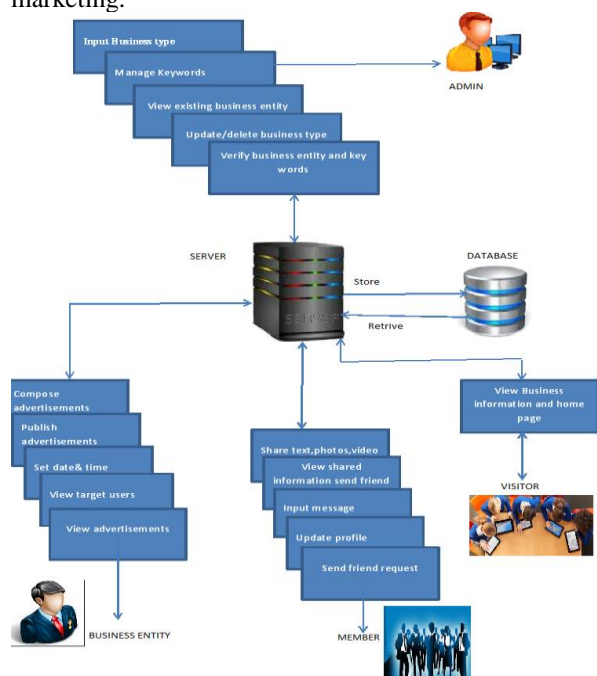 marketing.
Input Business type
Manage Keywords
ADMIN
View existing business entity
Update/delete business type
Verify business entity and key
words
SERVER
DATABASE
Store
SERVER
Retrive
Compose
advertisements
Publish
advertisements
Set date& time
View target users
View advertisements
BUSINESS ENTITY
Share text,photos,video
View shared
information send friend
Input message
Update profile
Send friend request
MEMBER
View Business
information and home
page
VISITOR